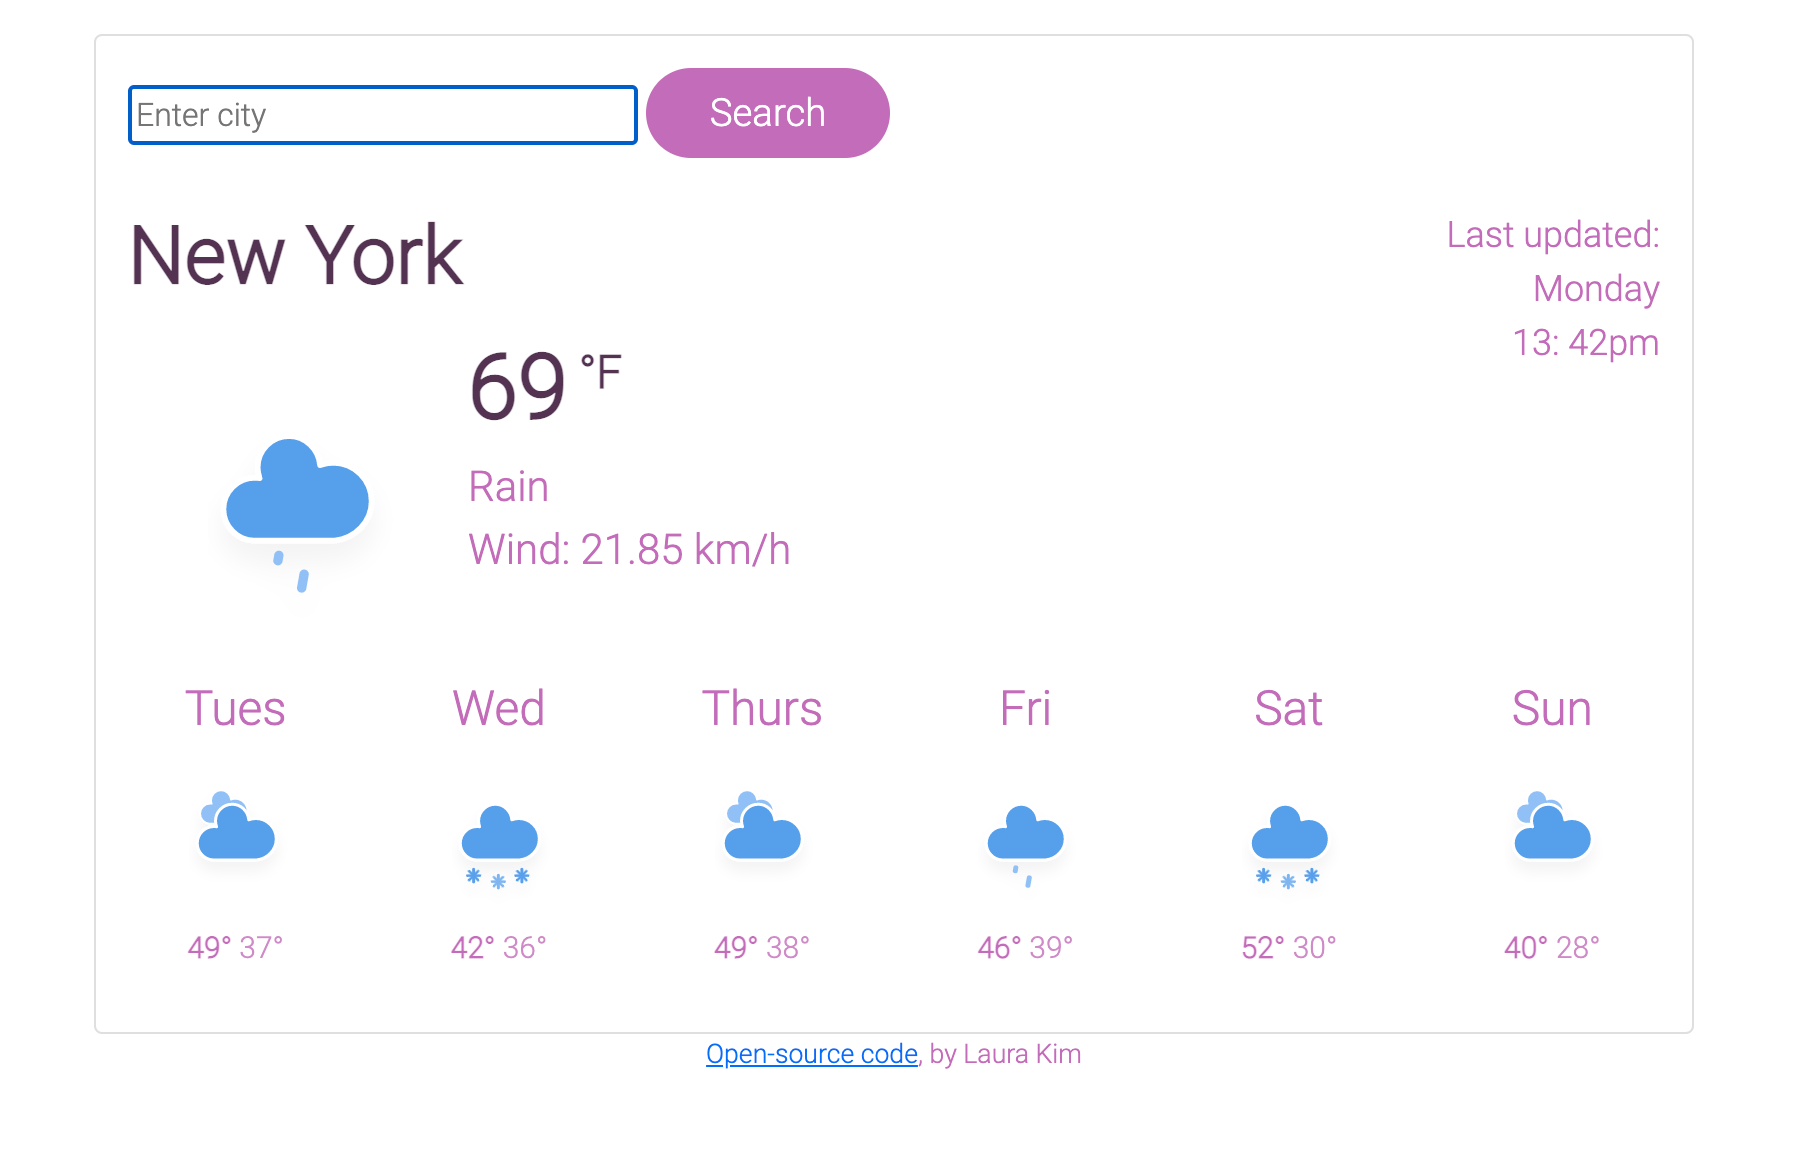 Enter city
Search
New York
Last updated:
Monday
13: 42pm
69 °F
Rain
Wind: 21.85 km/h
Tues Wed Thurs Fri Sat Sun
49° 37° 42° 36° 49° 38° 46° 39° 52° 30° 40° 28°
Open-source code, by Laura Kim